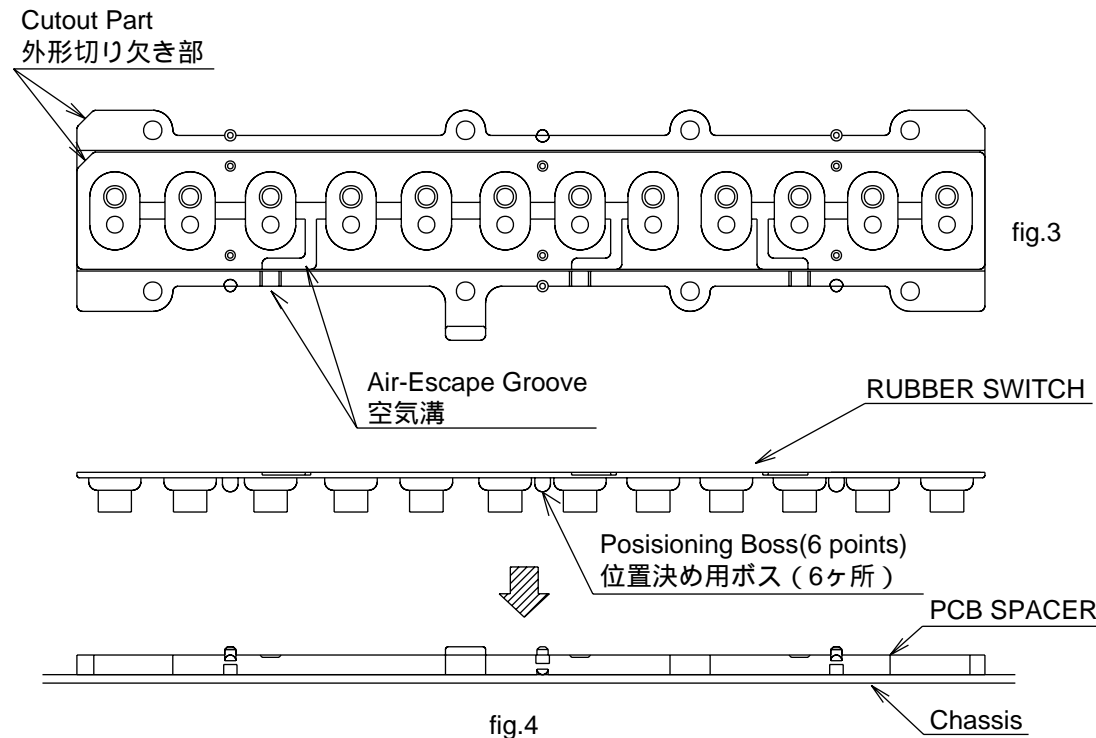 Cutout Part
外形切り欠き部
fig.3
Air-Escape Groove
空気溝
RUBBER SWITCH
Posisioning Boss(6 points)
位置決め用ボス（6ヶ所）
PCB SPACER
Chassis
fig.4